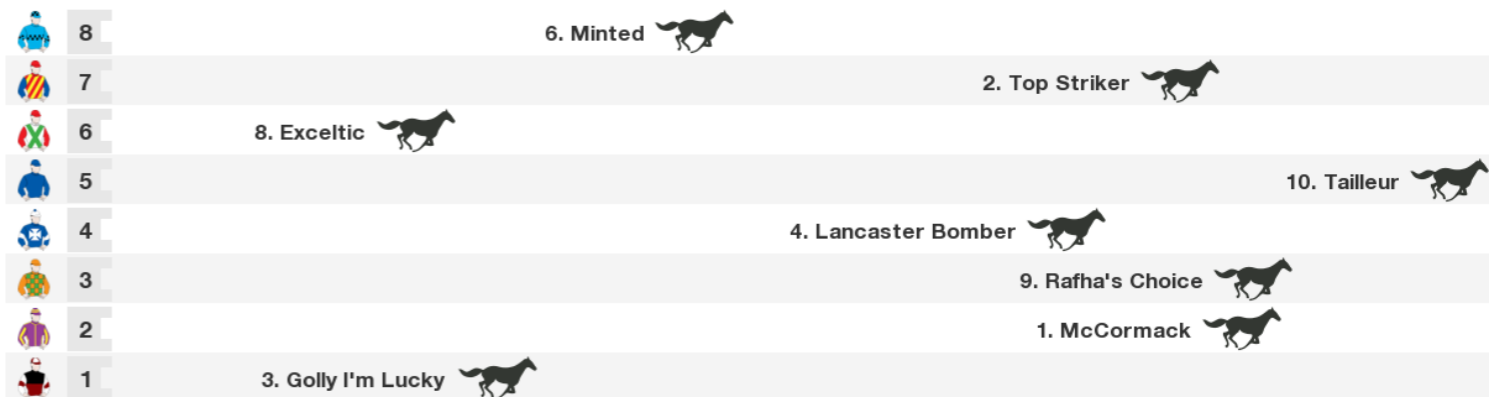 8 6. Minted
7 2. Top Striker
6 8. Exceltic
5 10. Tailleur
4 4. Lancaster Bomber
3 9. Rafha's Choice
2 1. McCormack
1 3. Golly I'm Lucky